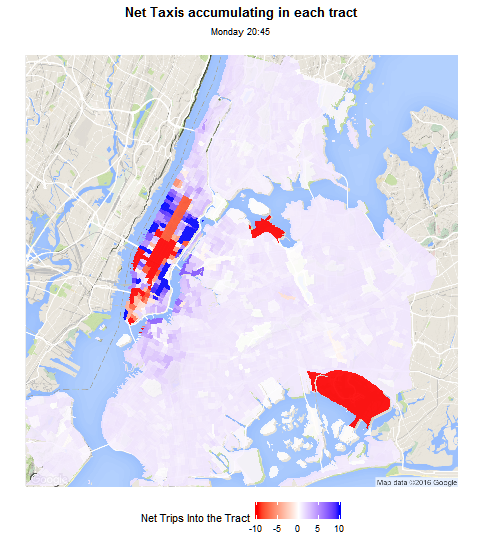 Net Taxis accumulating in each tract
Monday 20:45
Map data ©2016 Google
Net Trips Into the Tract
-10 -5 0 5 10